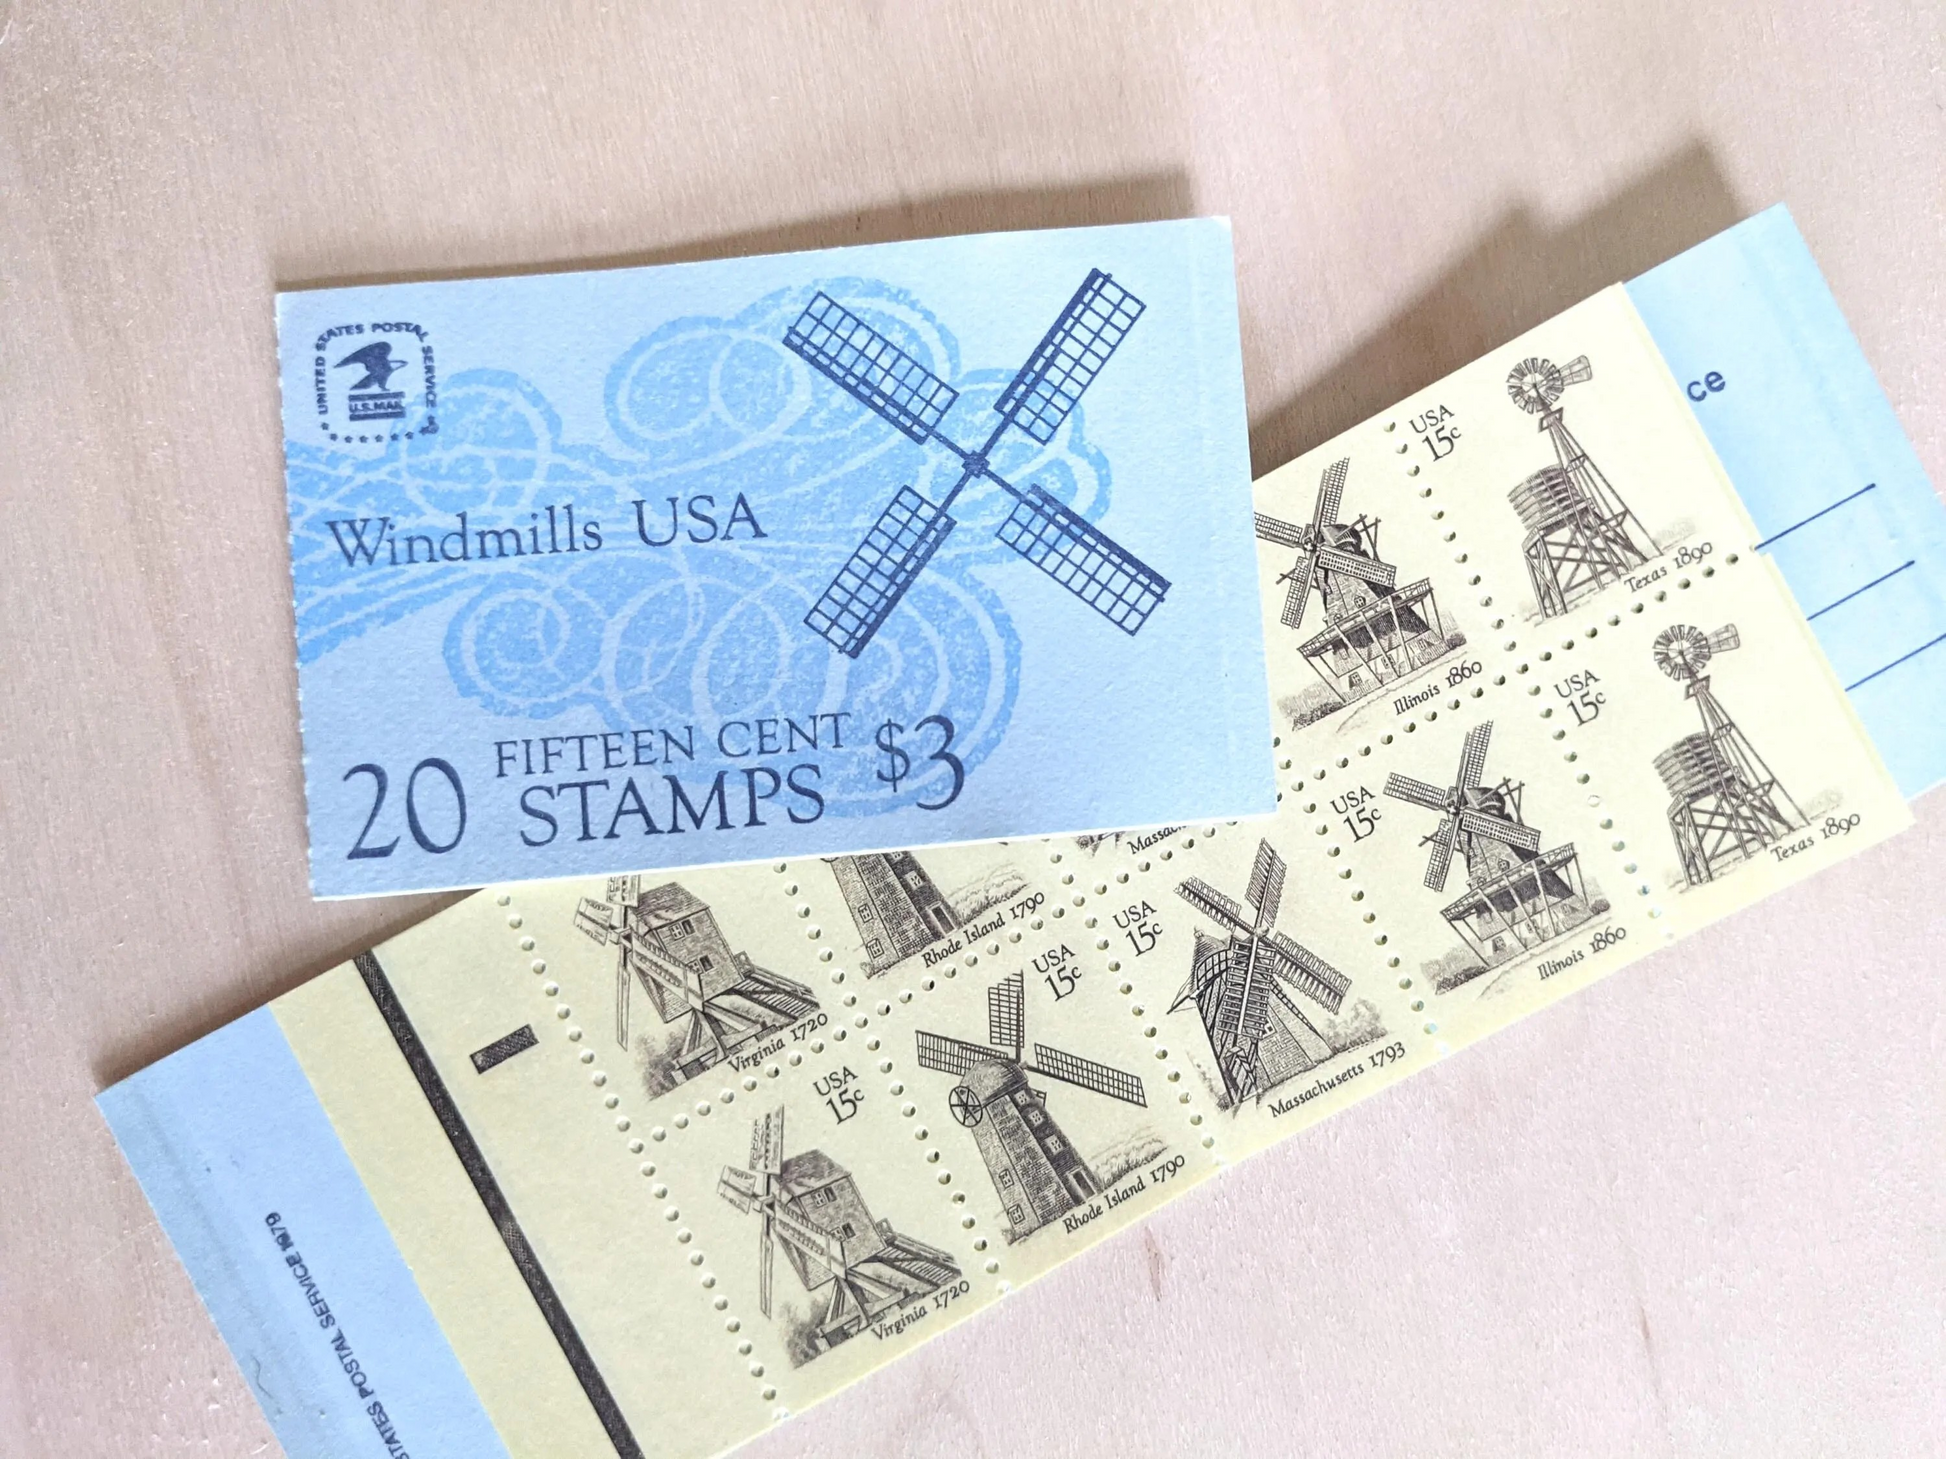 UNITED STATES POSTAL SERVICE
U.S. MAIL
Windmills USA
20 FIFTEEN CENT STAMPS $3
USA
15c
Texas 1890
Illinois 1860
USA
15c
Texas 1890
USA
15c
Illinois 1860
Rhode Island 1790
USA
15c
Massachusetts 1793
Virginia 1720
USA
15c
Rhode Island 1790
USA
15c
Virginia 1720
STATES POSTAL SERVICE 1979
ce